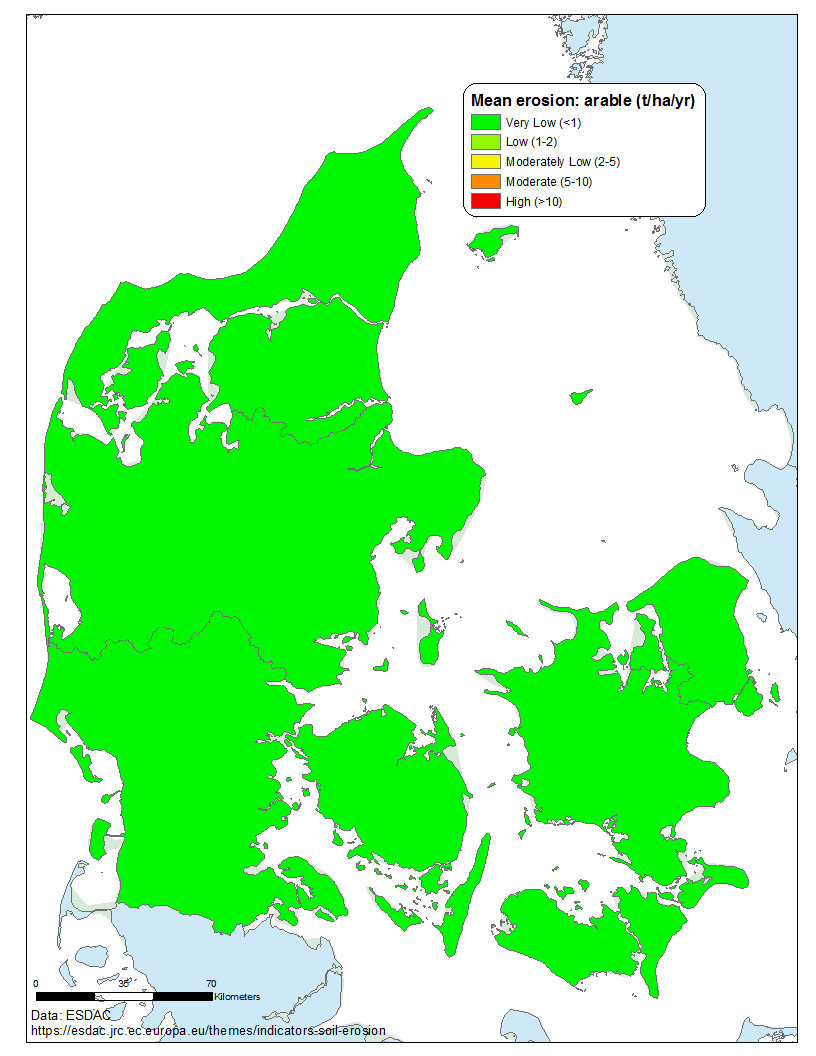 Mean erosion: arable (t/ha/yr)
Very Low (<1)
Low (1-2)
Moderately Low (2-5)
Moderate (5-10)
High (>10)
0 35 70
Kilometers
Data: ESDAC
https://esdac.jrc.ec.europa.eu/themes/indicators-soil-erosion